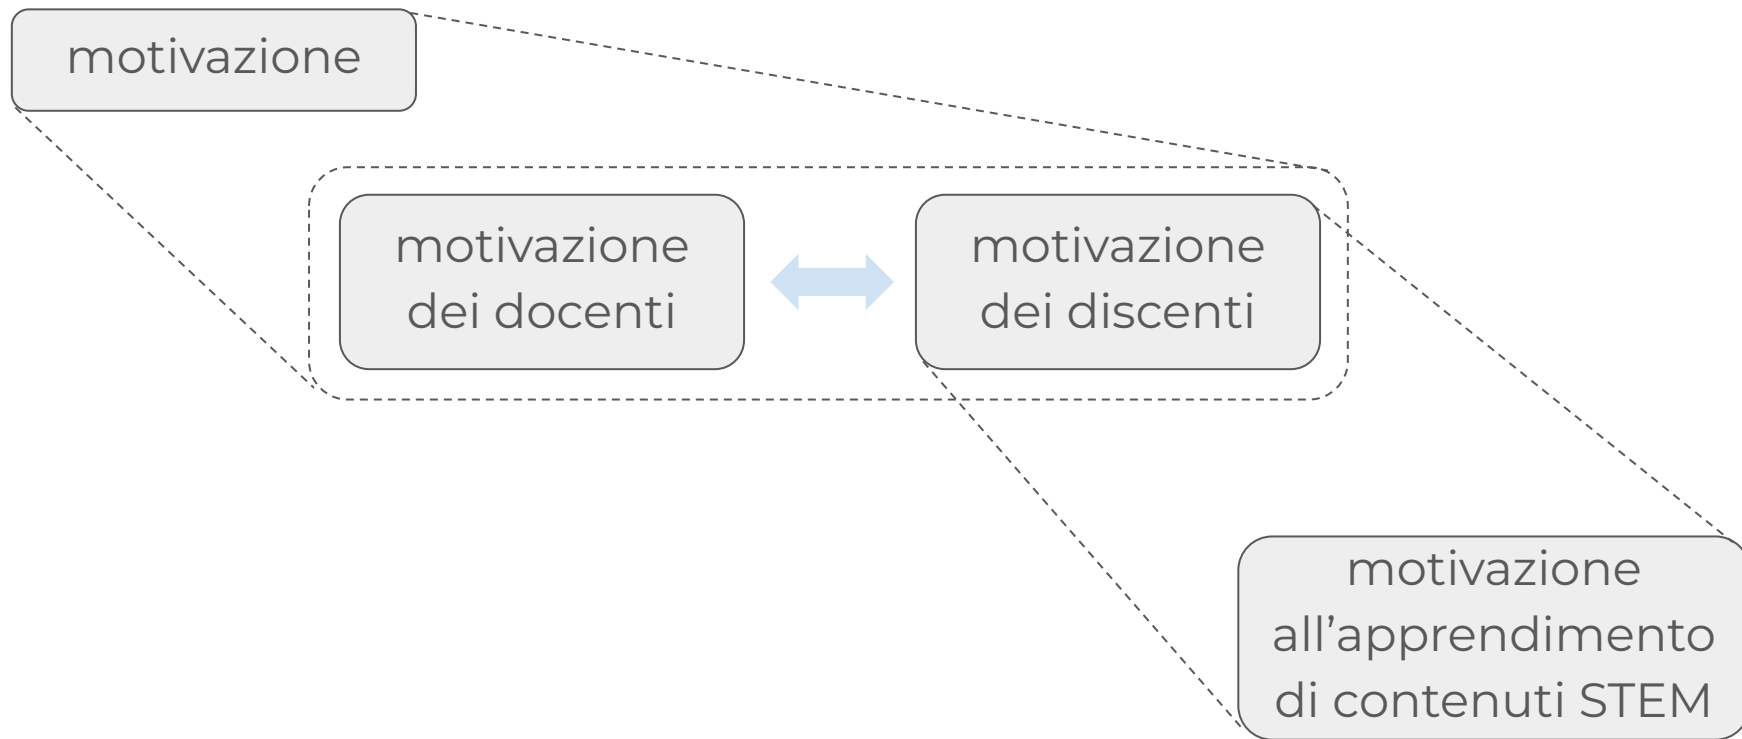 motivazione
motivazione
dei docenti
motivazione
dei discenti
motivazione
all’apprendimento
di contenuti STEM